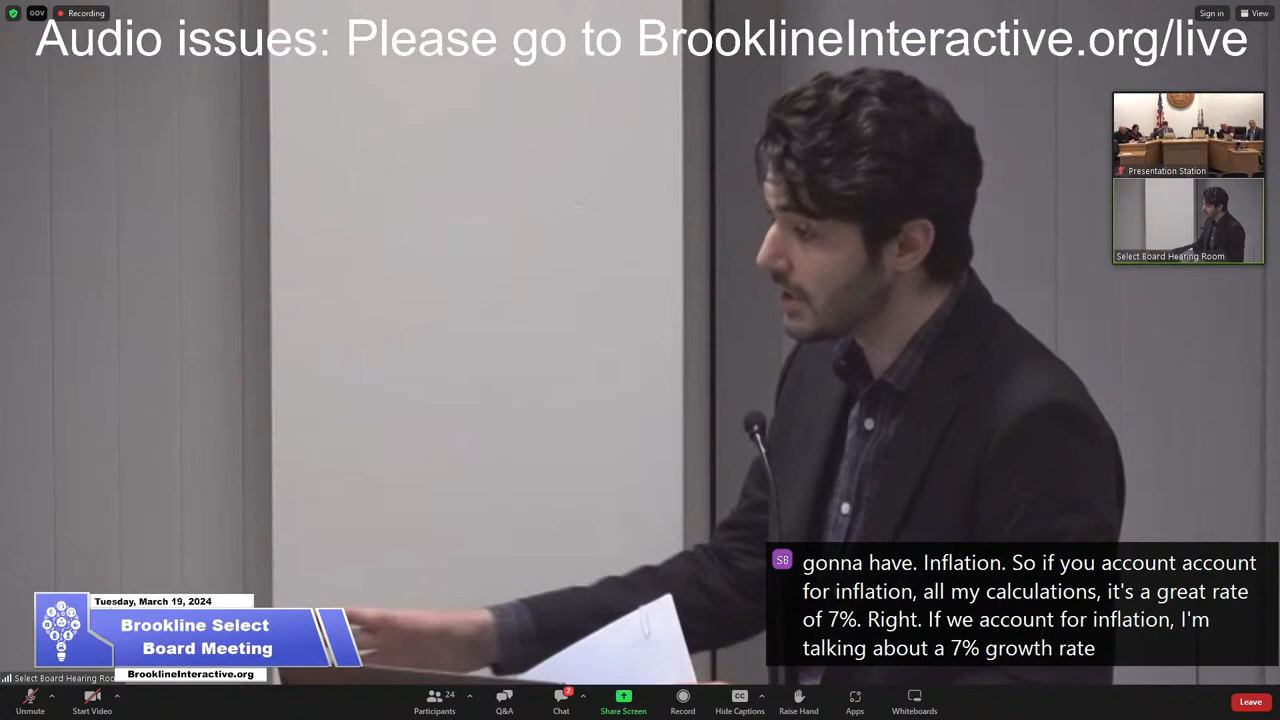 GOV
Recording
Sign in
View
Audio issues: Please go to BrooklineInteractive.org/live
Presentation Station
Select Board Hearing Room
SB
gonna have. Inflation. So if you account account
for inflation, all my calculations, it's a great rate
of 7%. Right. If we account for inflation, I'm
talking about a 7% growth rate
Tuesday, March 19, 2024
Brookline Select
Board Meeting
BrooklineInteractive.org
Select Board Hearing Roo
Unmute
Start Video
24
Participants
Q&A
2
Chat
Share Screen
Record
CC
Hide Captions
Raise Hand
Apps
Whiteboards
Leave